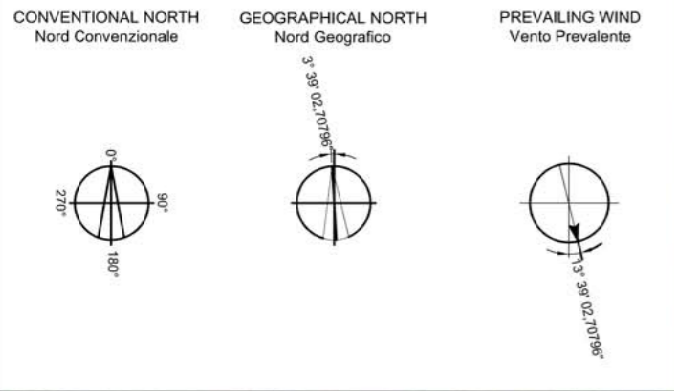 CONVENTIONAL NORTH
Nord Convenzionale
0°
270°
90°
180°
GEOGRAPHICAL NORTH
Nord Geografico
3° 39' 02,70796"
PREVAILING WIND
Vento Prevalente
13° 39' 02,70796"